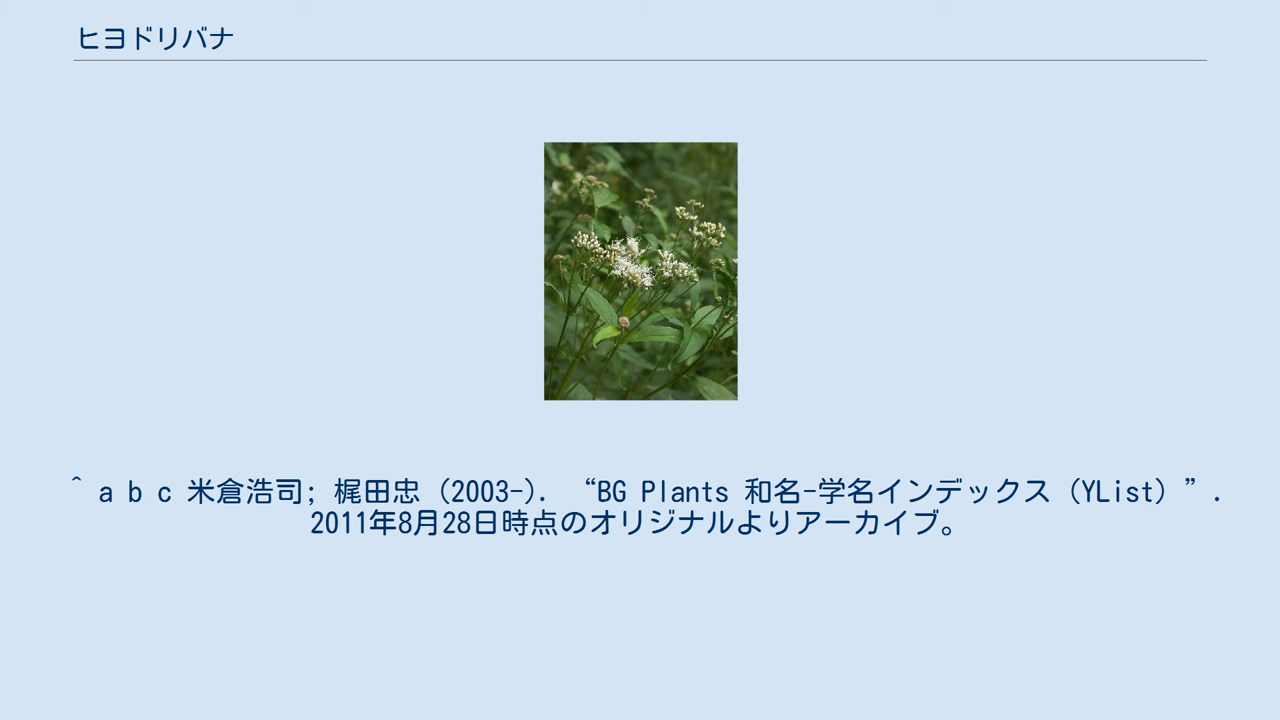 ヒヨドリバナ
^ a b c 米倉浩司; 梶田忠 (2003-). “BG Plants 和名-学名インデックス（YList）”.
2011年8月28日時点のオリジナルよりアーカイブ。